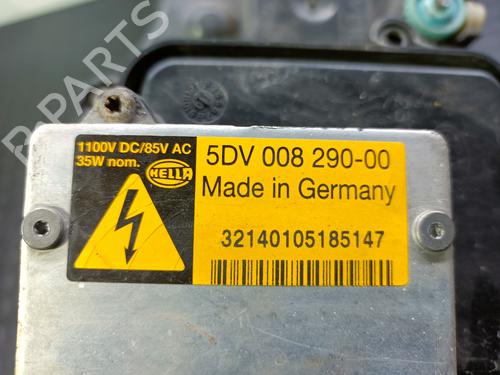 1100V DC/85V AC
35W nom.
HELLA
5DV 008 290-00
Made in Germany
32140105185147
B-PARTS